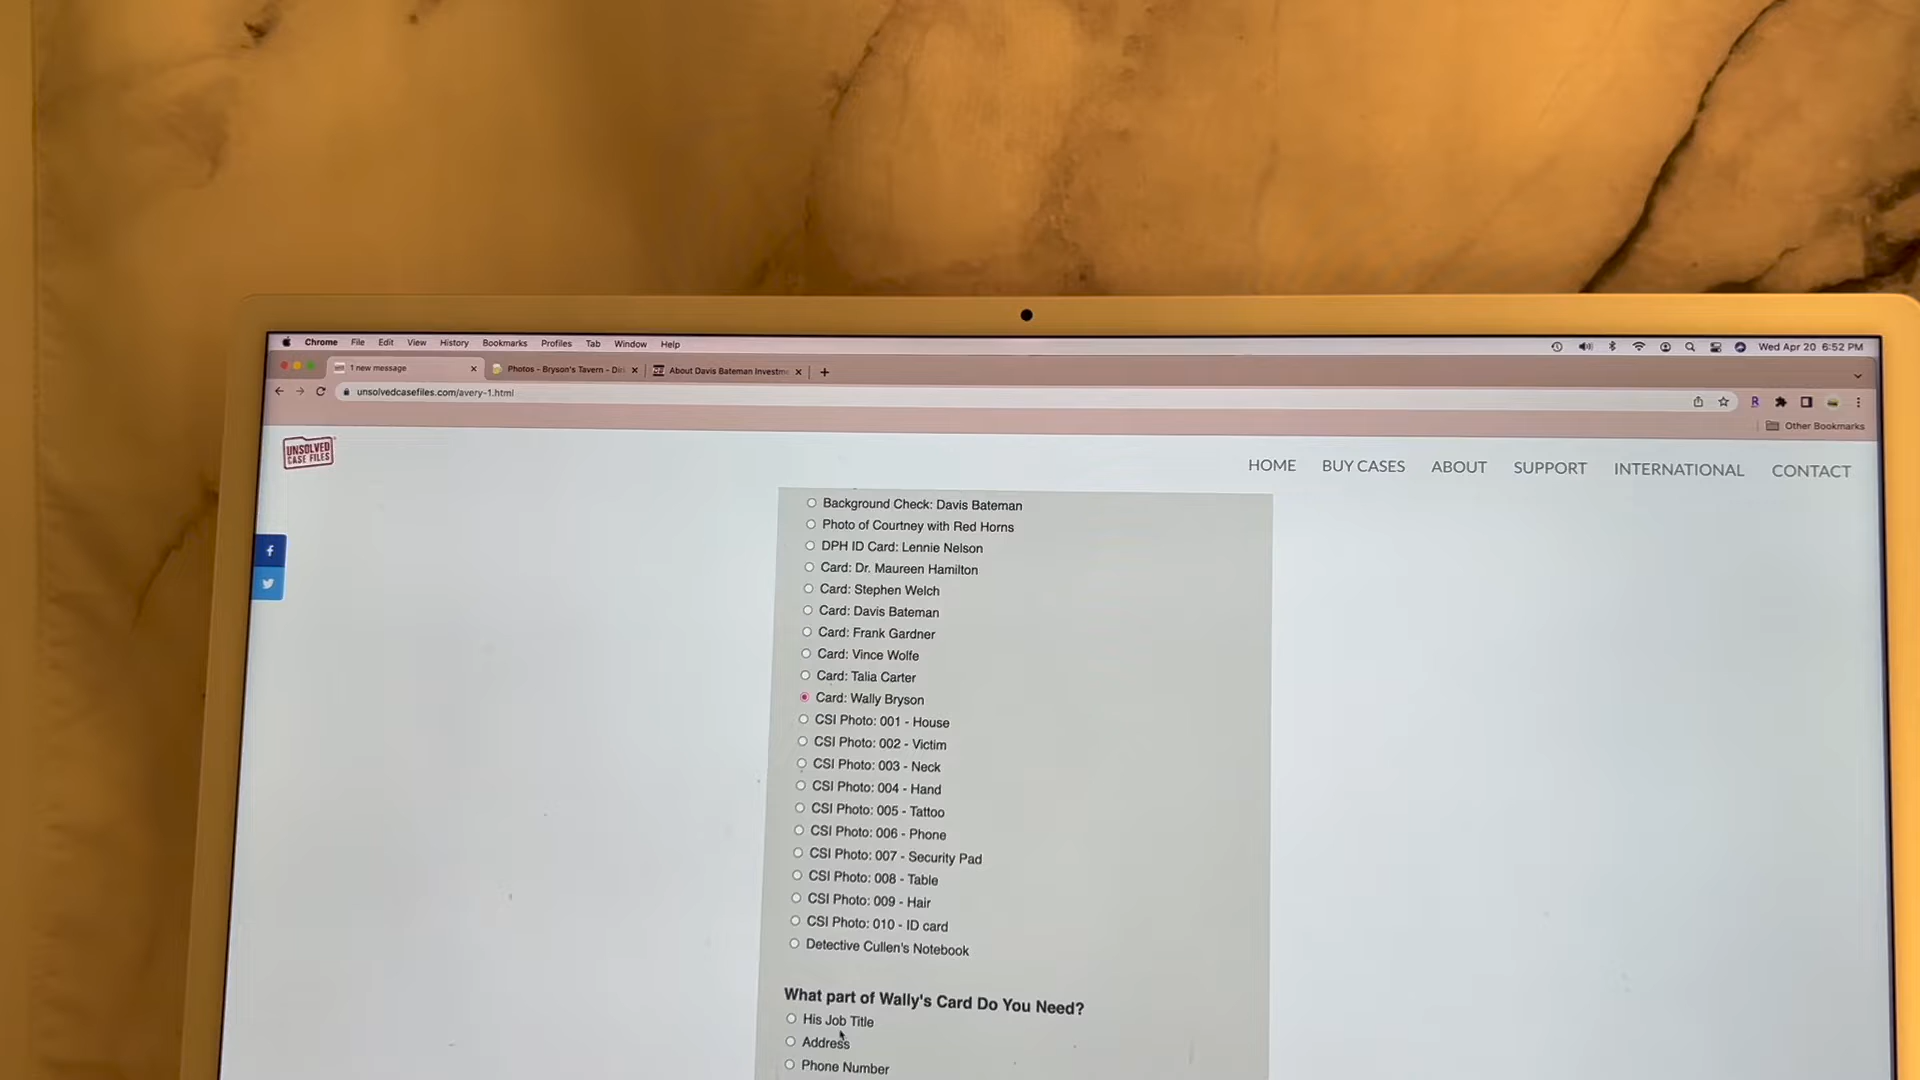 Chrome File Edit View History Bookmarks Profiles Tab Window Help
Wed Apr 20 6:52 PM
1 new message
Photos - Bryson's Tavern - Dri
About Davis Bateman Investme
unsolvedcasefiles.com/avery-1.html
Other Bookmarks
UNSOLVED
CASE FILES
HOME BUY CASES ABOUT SUPPORT INTERNATIONAL CONTACT
Background Check: Davis Bateman
Photo of Courtney with Red Horns
DPH ID Card: Lennie Nelson
Card: Dr. Maureen Hamilton
Card: Stephen Welch
Card: Davis Bateman
Card: Frank Gardner
Card: Vince Wolfe
Card: Talia Carter
Card: Wally Bryson
CSI Photo: 001 - House
CSI Photo: 002 - Victim
CSI Photo: 003 - Neck
CSI Photo: 004 - Hand
CSI Photo: 005 - Tattoo
CSI Photo: 006 - Phone
CSI Photo: 007 - Security Pad
CSI Photo: 008 - Table
CSI Photo: 009 - Hair
CSI Photo: 010 - ID card
Detective Cullen's Notebook
What part of Wally's Card Do You Need?
His Job Title
Address
Phone Number